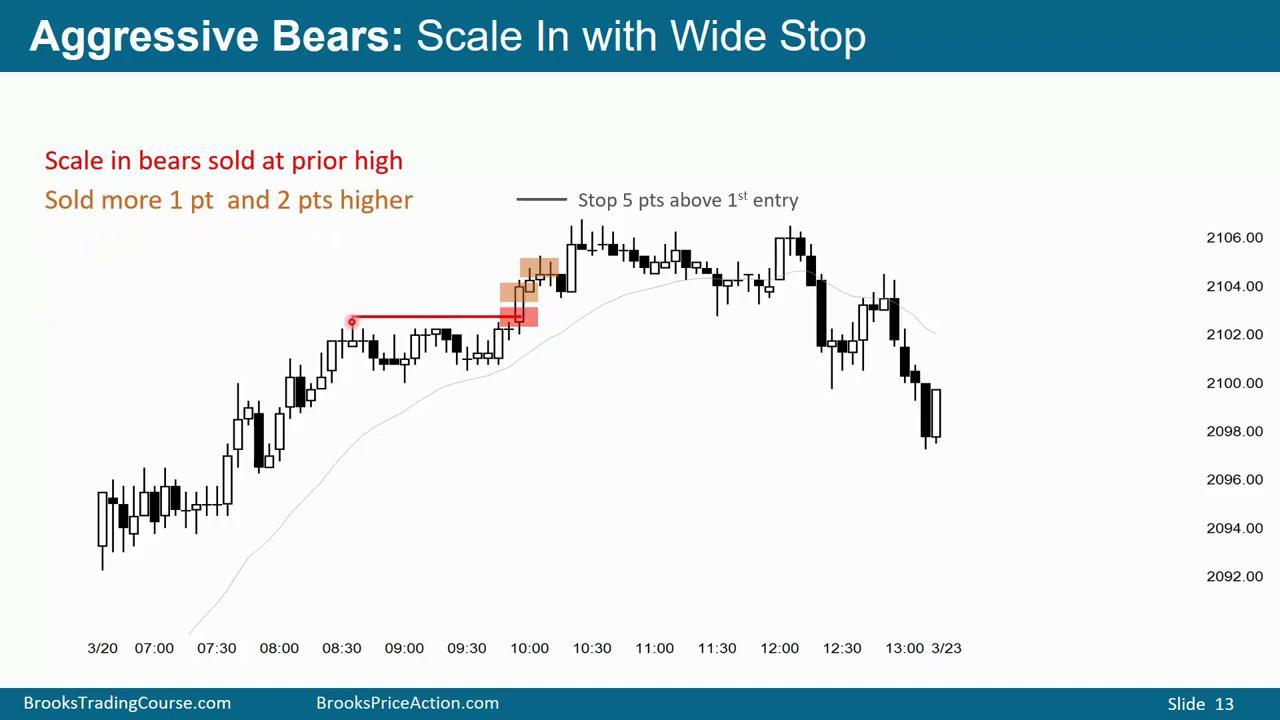 Aggressive Bears: Scale In with Wide Stop
Scale in bears sold at prior high
Sold more 1 pt and 2 pts higher
Stop 5 pts above 1st entry
2106.00
2104.00
2102.00
2100.00
2098.00
2096.00
2094.00
2092.00
3/20 07:00 07:30 08:00 08:30 09:00 09:30 10:00 10:30 11:00 11:30 12:00 12:30 13:00 3/23
BrooksTradingCourse.com BrooksPriceAction.com Slide 13